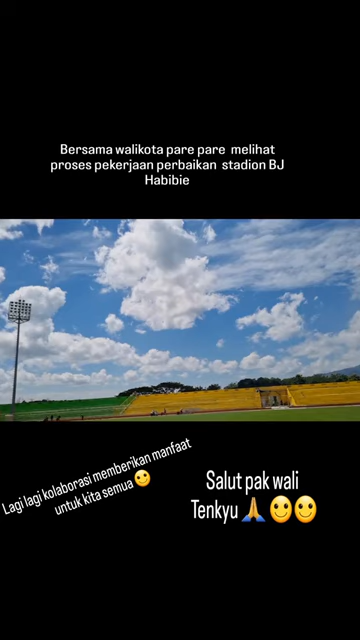 Bersama walikota pare pare melihat
proses pekerjaan perbaikan stadion BJ
Habibie
Lagi lagi kolaborasi memberikan manfaat
untuk kita semua🙂
Salut pak wali
Tenkyu🙏🙂🙂